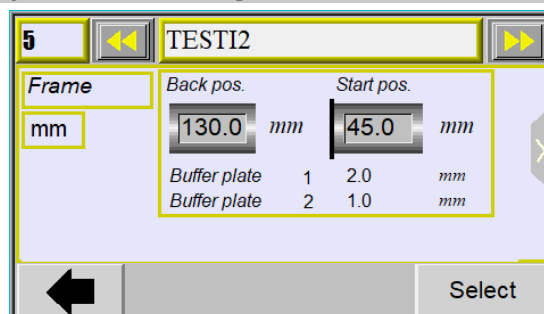 5 TESTI2
Frame Back pos. Start pos.
mm 130.0 mm 45.0 mm
Buffer plate 1 2.0 mm
Buffer plate 2 1.0 mm
Select